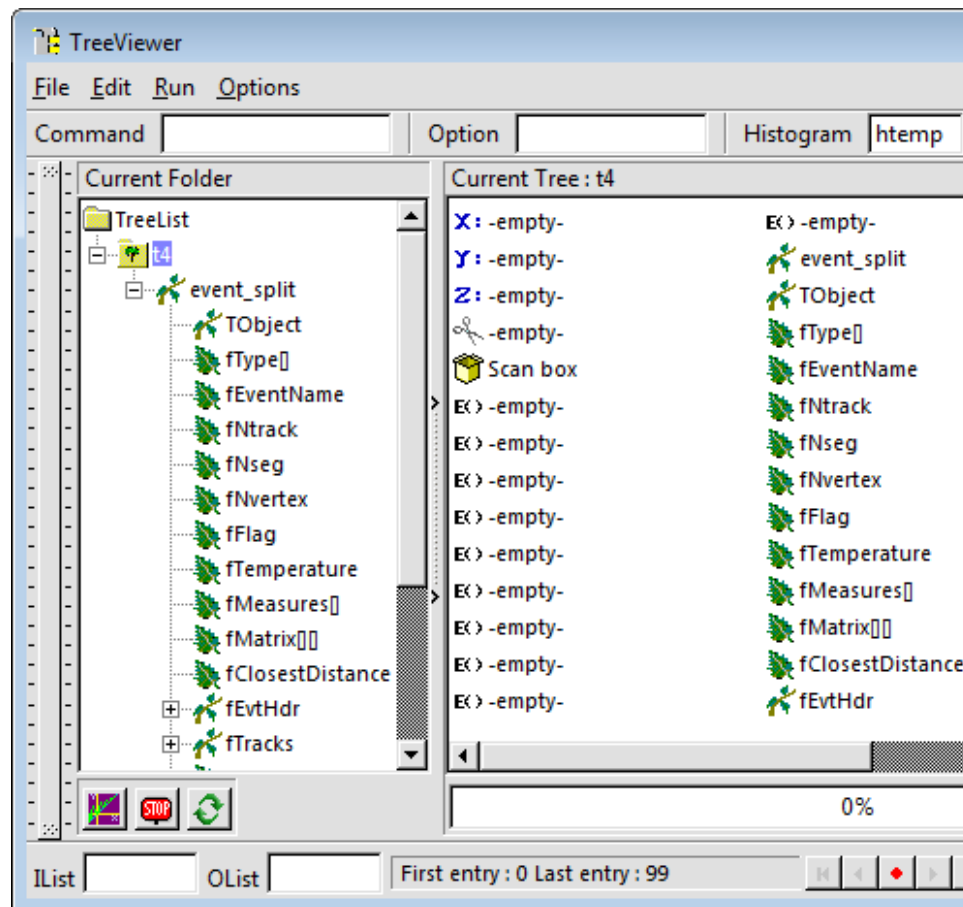 TreeViewer
File Edit Run Options
Command Option Histogram htemp
Current Folder
TreeList
t4
event_split
TObject
fType[]
fEventName
fNtrack
fNseg
fNvertex
fFlag
fTemperature
fMeasures[]
fMatrix[][]
fClosestDistance
fEvtHdr
fTracks
Current Tree : t4
X: -empty-
Y: -empty-
Z: -empty-
-empty-
Scan box
E() -empty-
E() -empty-
E() -empty-
E() -empty-
E() -empty-
E() -empty-
E() -empty-
E() -empty-
E() -empty-
E() -empty-
event_split
TObject
fType[]
fEventName
fNtrack
fNseg
fNvertex
fFlag
fTemperature
fMeasures[]
fMatrix[][]
fClosestDistance
fEvtHdr
STOP
0%
IList OList First entry : 0 Last entry : 99